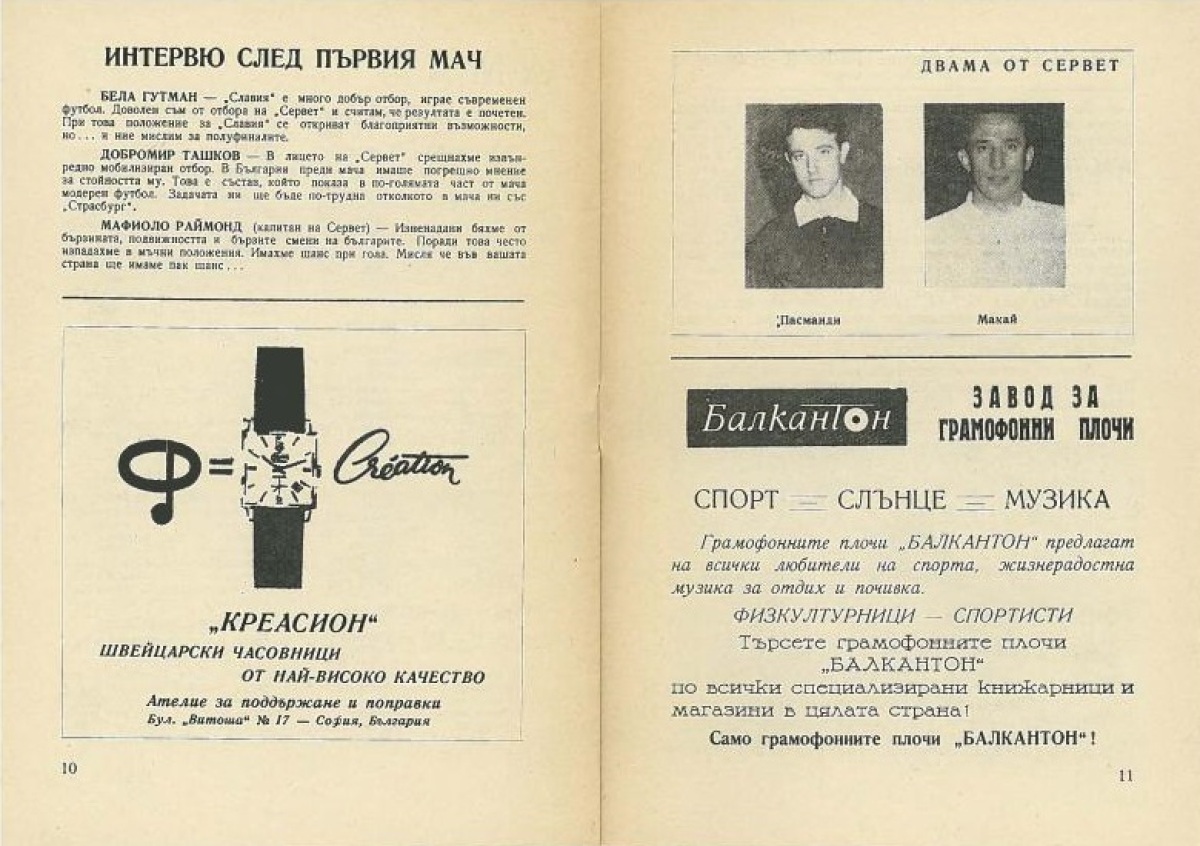 ИНТЕРВЮ СЛЕД ПЪРВИЯ МАЧ
БЕЛА ГУТМАН — „Славия“ е много добър отбор, играе съвременен
футбол. Доволен съм от отбора на „Сервет“ и считам, че резултата е почетен.
При това положение за „Славия“ се откриват благоприятни възможности,
но... и ние мислим за полуфиналите.
ДОБРОМИР ТАШКОВ — В лицето на „Сервет“ срещнахме извън-
редно мобилизиран отбор. В България преди мача имаше погрешно мнение
за стойността му. Това е състав, който показа в по-голямата част от мача
модерен футбол. Задачата ни ще бъде по-трудна отколкото в мача ни със
„Страсбург“.
МАФИОЛО РАЙМОНД (капитан на Сервет) — Изненадани бяхме от
бързината, подвижността и бързите смени на българите. Поради това често
изпадахме в мъчни положения. Имахме шанс при гола. Мисля че във вашата
страна ще имаме пак шанс...
Ф = Création
„КРЕАСИОН“
ШВЕЙЦАРСКИ ЧАСОВНИЦИ
ОТ НАЙ-ВИСОКО КАЧЕСТВО
Ателие за поддържане и поправки
Бул. „Витоша“ № 17 — София, България
10
ДВАМА ОТ СЕРВЕТ
Пасманди
Макай
Балкантон
ЗАВОД ЗА
ГРАМОФОННИ ПЛОЧИ
СПОРТ — СЛЪНЦЕ — МУЗИКА
Грамофонните плочи „БАЛКАНТОН“ предлагат
на всички любители на спорта, жизнерадостна
музика за отдих и почивка.
ФИЗКУЛТУРНИЦИ — СПОРТИСТИ
Търсете грамофонните плочи
„БАЛКАНТОН“
по всички специализирани книжарници и
магазини в цялата страна!
Само грамофонните плочи „БАЛКАНТОН“!
11